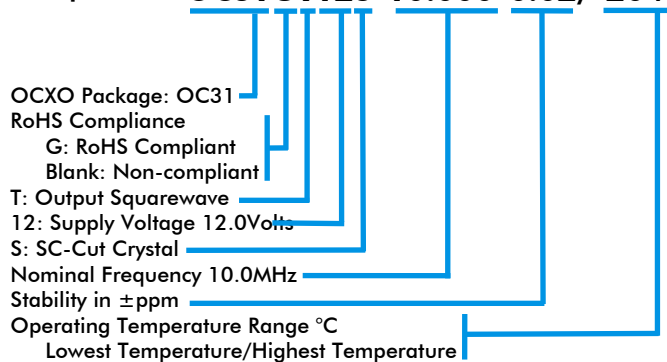 OCXO Package: OC31
RoHS Compliance
G: RoHS Compliant
Blank: Non-compliant
T: Output Squarewave
12: Supply Voltage 12.0Volts
S: SC-Cut Crystal
Nominal Frequency 10.0MHz
Stability in ±ppm
Operating Temperature Range °C
Lowest Temperature/Highest Temperature